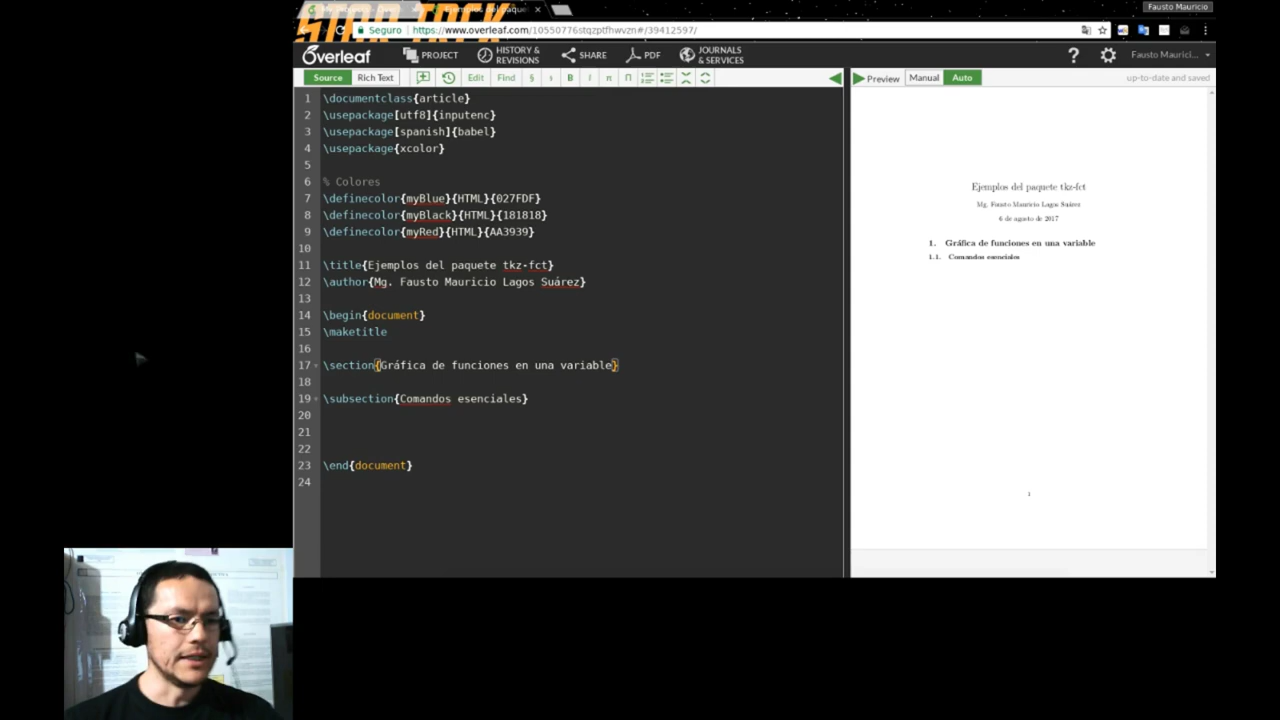 Fausto Mauricio
STAR TREK
Seguro https://www.overleaf.com/10550776stqzptfhwvzn#/39412597/
Overleaf PROJECT HISTORY & REVISIONS SHARE PDF JOURNALS & SERVICES ? Fausto Maurici...
Source Rich Text Edit Find § s B I π Π Preview Manual Auto up-to-date and saved
1 \documentclass{article}
2 \usepackage[utf8]{inputenc}
3 \usepackage[spanish]{babel}
4 \usepackage{xcolor}
5
6 % Colores
7 \definecolor{myBlue}{HTML}{027FDF}
8 \definecolor{myBlack}{HTML}{181818}
9 \definecolor{myRed}{HTML}{AA3939}
10
11 \title{Ejemplos del paquete tkz-fct}
12 \author{Mg. Fausto Mauricio Lagos Suárez}
13
14 \begin{document}
15 \maketitle
16
17 \section{Gráfica de funciones en una variable}
18
19 \subsection{Comandos esenciales}
20
21
22
23 \end{document}
24
Ejemplos del paquete tkz-fct
Mg. Fausto Mauricio Lagos Suárez
6 de agosto de 2017
1. Gráfica de funciones en una variable
1.1. Comandos esenciales
1